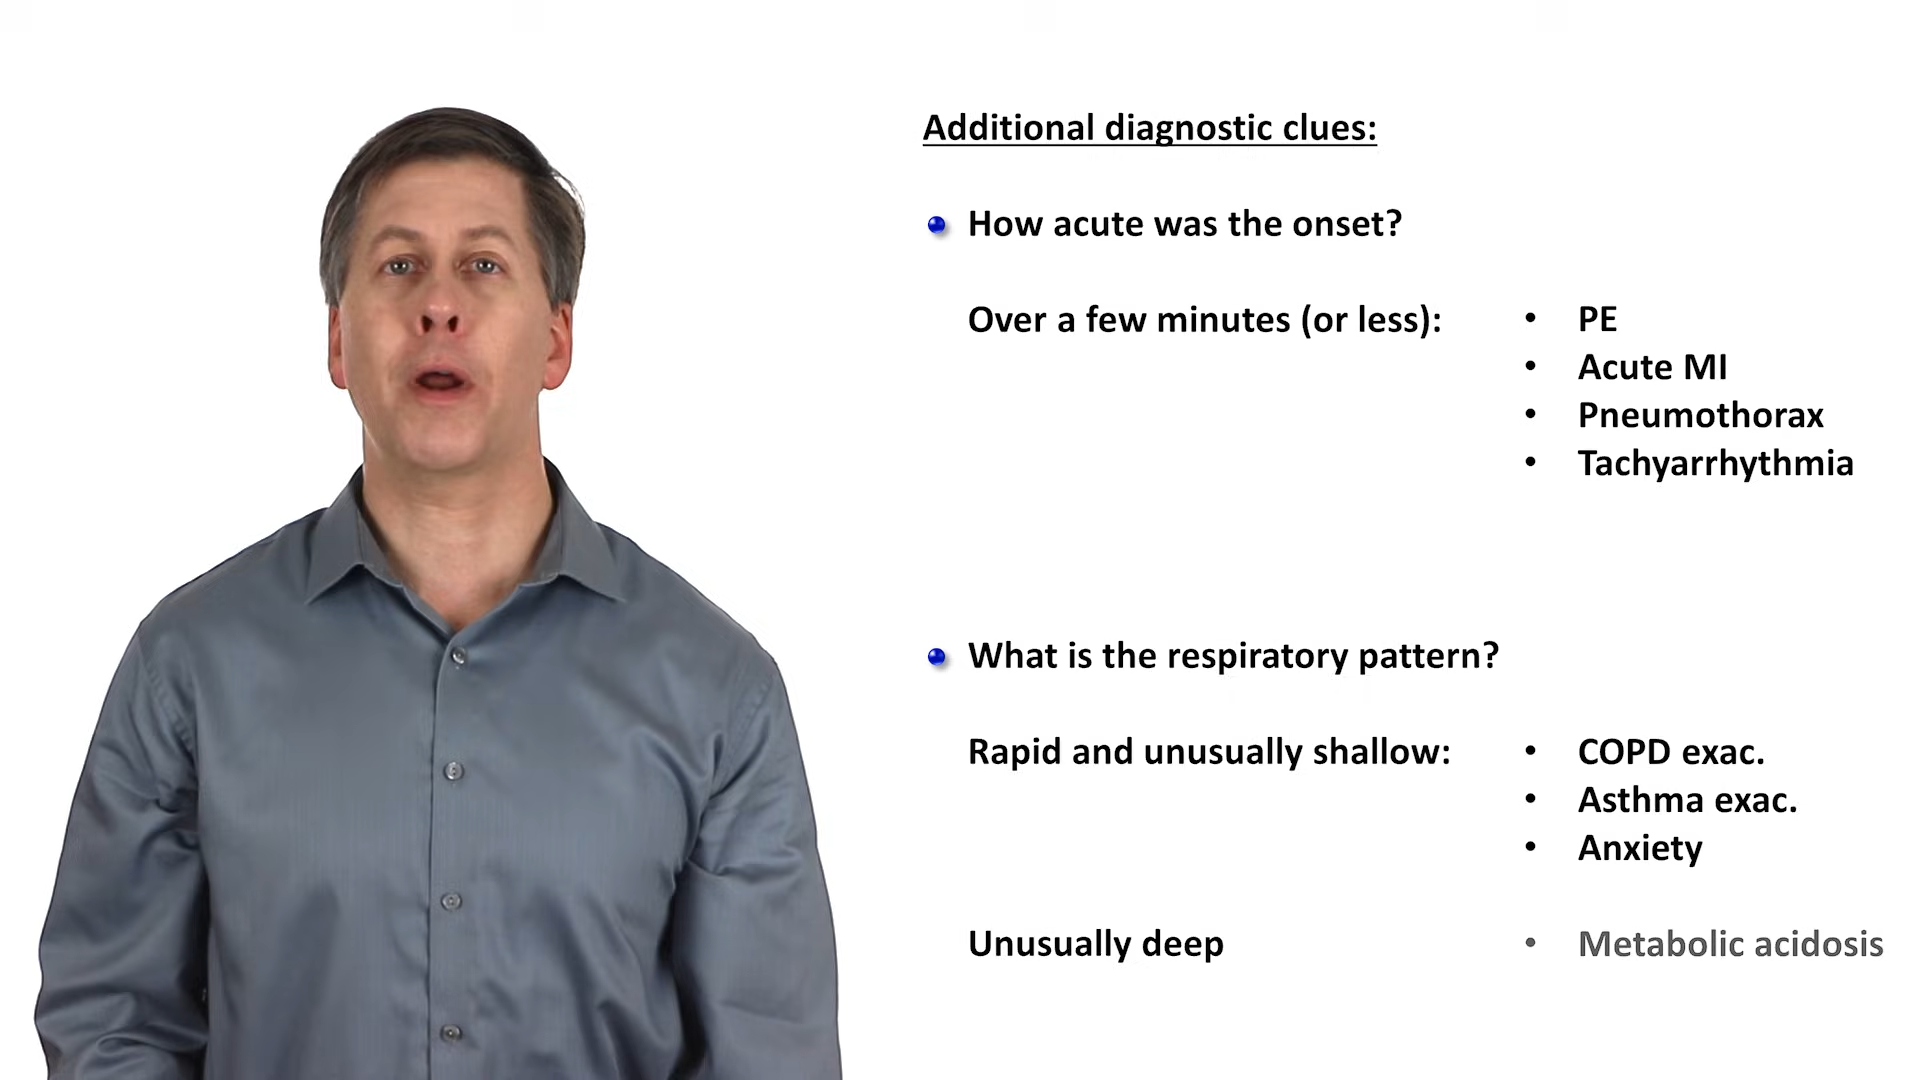 Additional diagnostic clues:
How acute was the onset?
Over a few minutes (or less):
• PE
• Acute MI
• Pneumothorax
• Tachyarrhythmia
What is the respiratory pattern?
Rapid and unusually shallow:
• COPD exac.
• Asthma exac.
• Anxiety
Unusually deep
• Metabolic acidosis